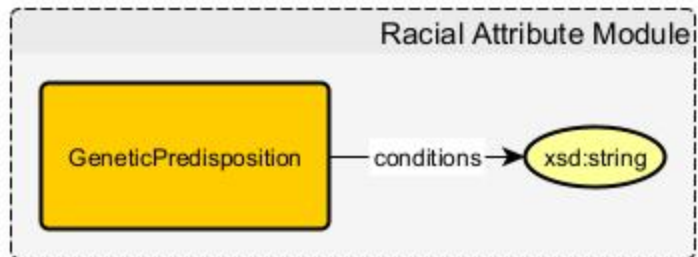 Racial Attribute Module
GeneticPredisposition
conditions
xsd:string